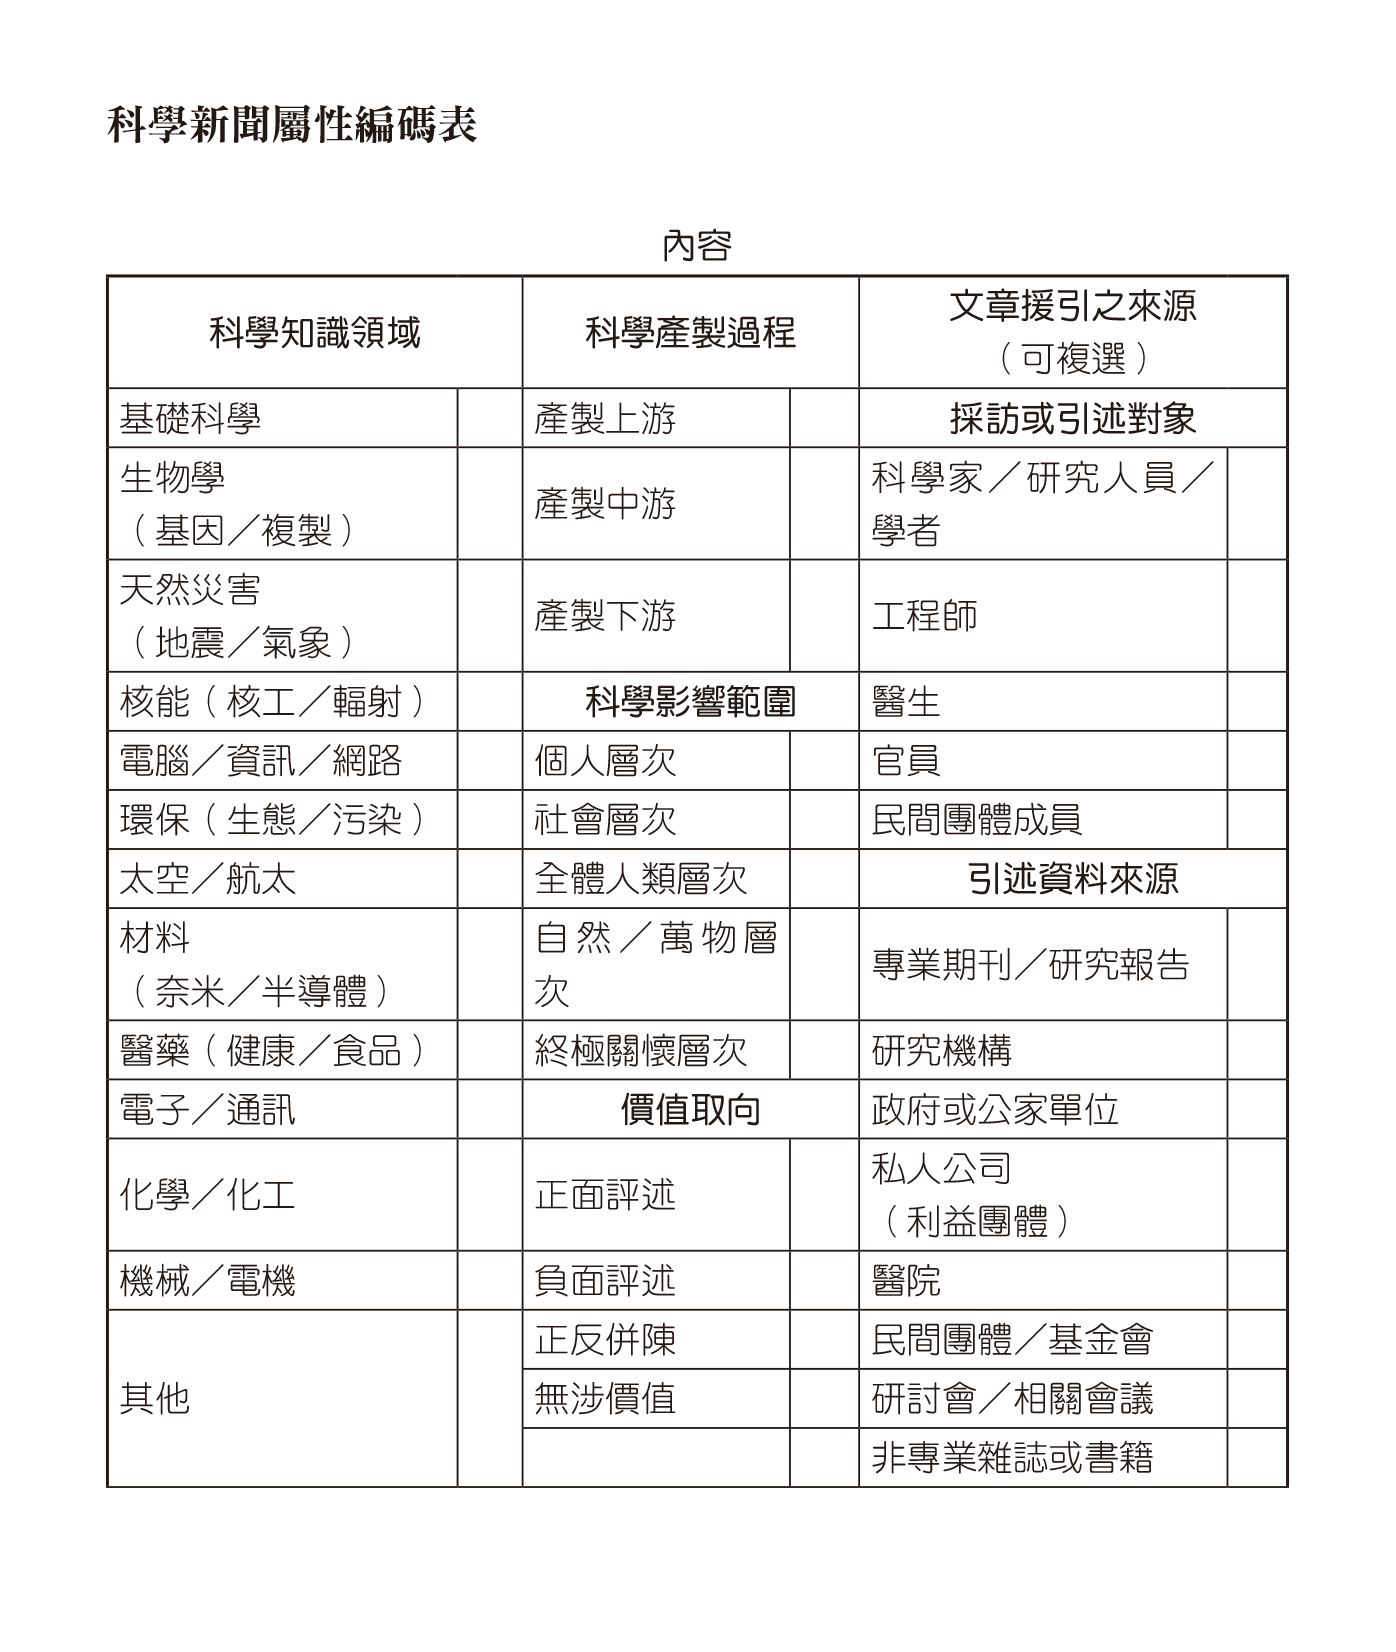 科學新聞屬性編碼表
內容
科學知識領域 科學產製過程 文章援引之來源
（可複選）
基礎科學 產製上游 採訪或引述對象
生物學
（基因／複製） 產製中游 科學家／研究人員／
學者
天然災害
（地震／氣象） 產製下游 工程師
核能（核工／輻射） 科學影響範圍 醫生
電腦／資訊／網路 個人層次 官員
環保（生態／污染） 社會層次 民間團體成員
太空／航太 全體人類層次 引述資料來源
材料
（奈米／半導體） 自然／萬物層
次 專業期刊／研究報告
醫藥（健康／食品） 終極關懷層次 研究機構
電子／通訊 價值取向 政府或公家單位
化學／化工 正面評述 私人公司
（利益團體）
機械／電機 負面評述 醫院
其他 正反併陳 民間團體／基金會
無涉價值 研討會／相關會議
非專業雜誌或書籍